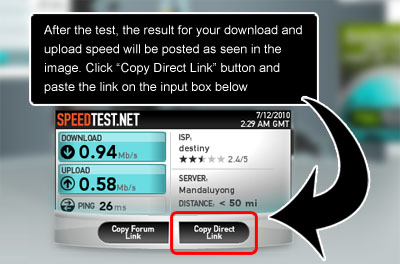 After the test, the result for your download and
upload speed will be posted as seen in the
image. Click “Copy Direct Link” button and
paste the link on the input box below
SPEEDTEST.NET
7/12/2010
2:29 AM GMT
DOWNLOAD
0.94 Mb/s
UPLOAD
0.58 Mb/s
PING 26 ms
ISP:
destiny
2.4/5
SERVER:
Mandaluyong
DISTANCE: < 50 mi
Copy Forum
Link
Copy Direct
Link